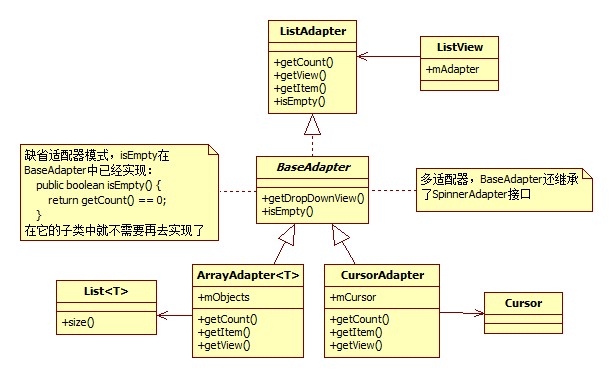 ListAdapter
+getCount()
+getView()
+getItem()
+isEmpty()
ListView
+mAdapter
缺省适配器模式，isEmpty在
BaseAdapter中已经实现：
public boolean isEmpty() {
return getCount() == 0;
}
在它的子类中就不需要再去实现了
BaseAdapter
+getDropDownView()
+isEmpty()
多适配器，BaseAdapter还继承
了SpinnerAdapter接口
List<T>
+size()
ArrayAdapter<T>
+mObjects
+getCount()
+getItem()
+getView()
CursorAdapter
+mCursor
+getCount()
+getItem()
+getView()
Cursor